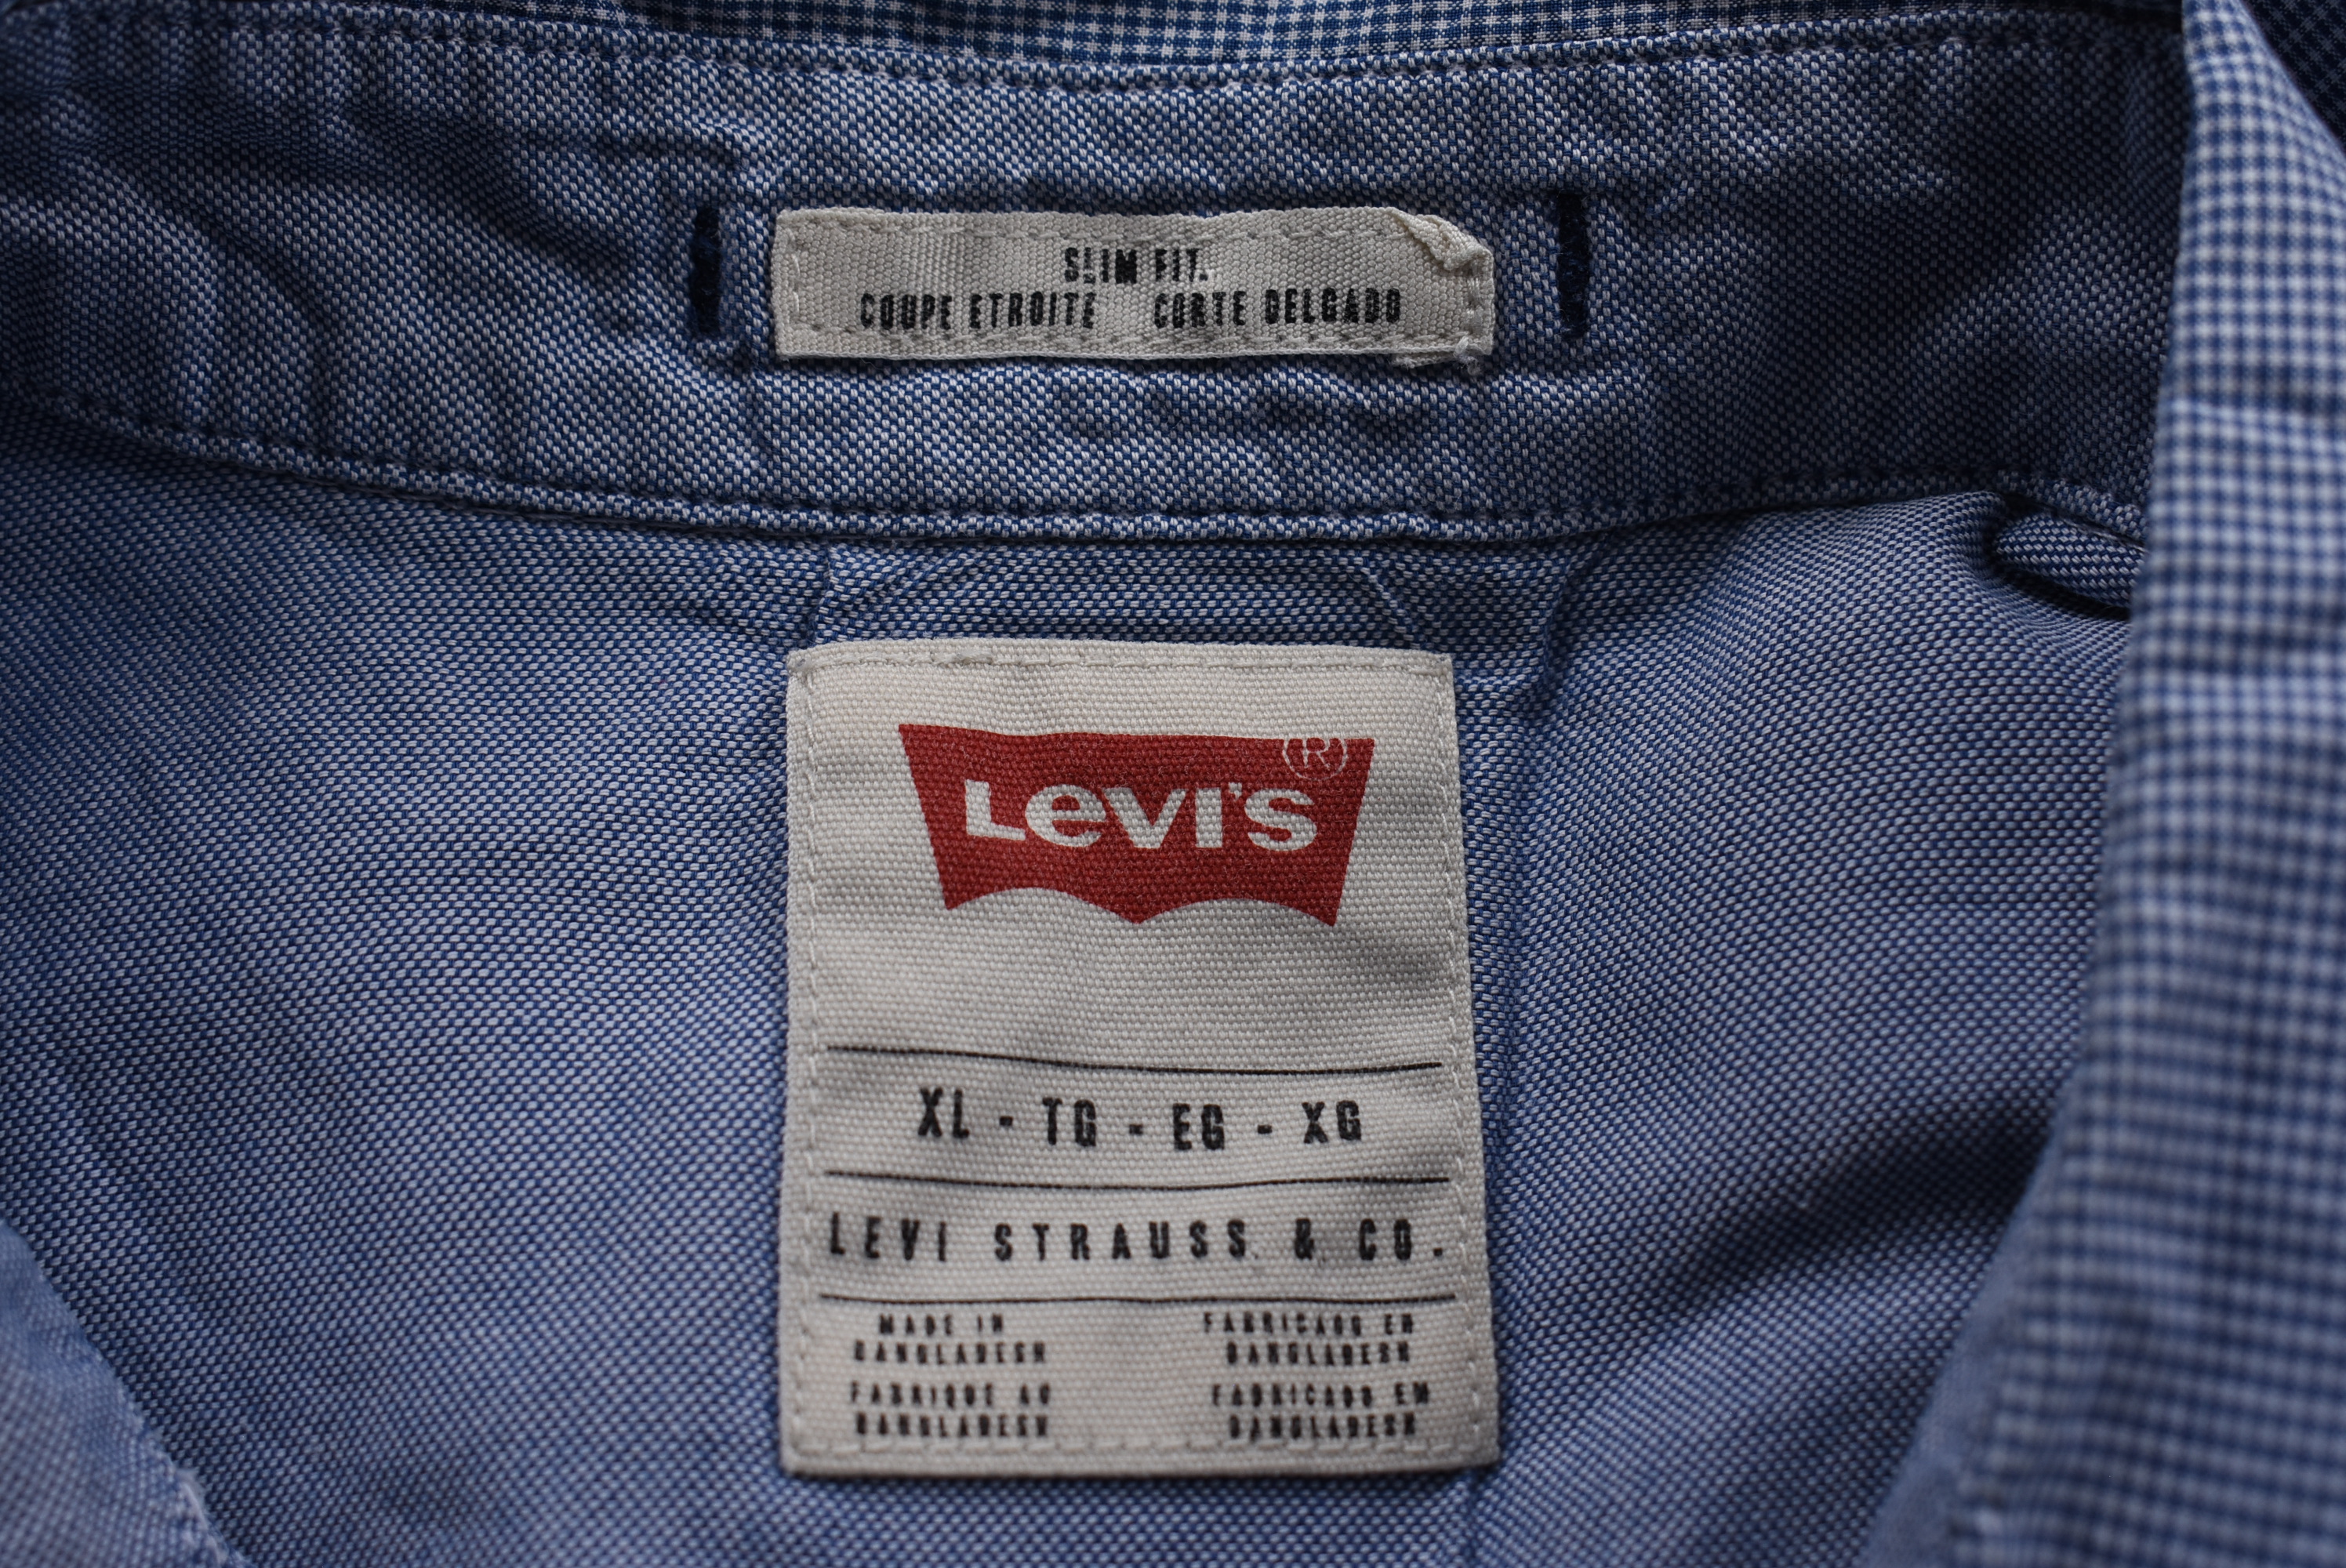 SLIM FIT.
COUPE ETROITE CORTE DELGADO
LEVI'S ®
XL - TG - EG - XG
LEVI STRAUSS & CO.
MADE IN
BANGLADESH
FABRIQUÉ AU
BANGLADESH
FABRICADO EN
BANGLADESH
FABRICADO EM
BANGLADESH